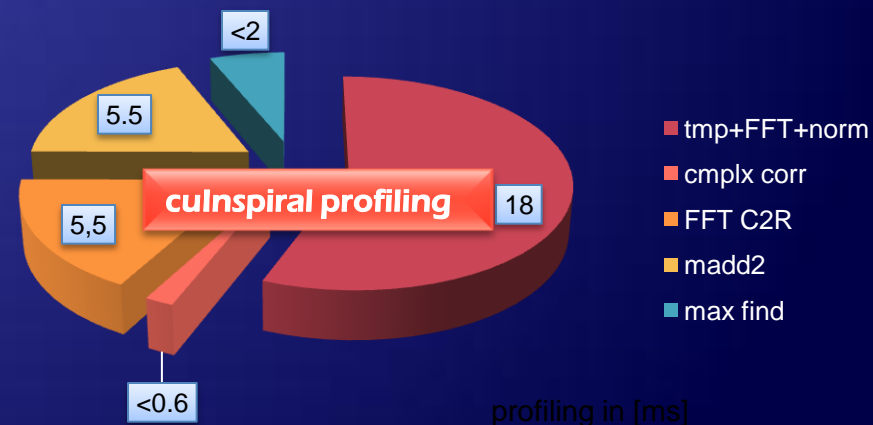 <2
5.5
culnspiral profiling
18
5,5
<0.6
tmp+FFT+norm
cmplx corr
FFT C2R
madd2
max find
profiling in [ms]